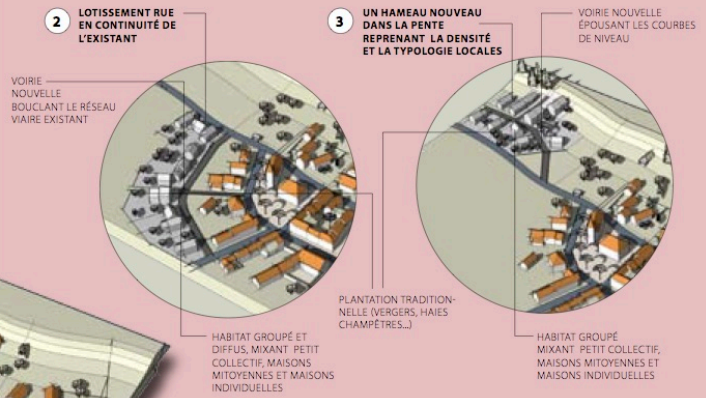 2
LOTISSEMENT RUE
EN CONTINUITÉ DE
L'EXISTANT
VOIRIE
NOUVELLE
BOUCLANT LE RÉSEAU
VIAIRE EXISTANT
3
UN HAMEAU NOUVEAU
DANS LA PENTE
REPRENANT LA DENSITÉ
ET LA TYPOLOGIE LOCALES
VOIRIE NOUVELLE
ÉPOUSANT LES COURBES
DE NIVEAU
PLANTATION TRADITION-
NELLE (VERGERS, HAIES
CHAMPÊTRES...)
HABITAT GROUPÉ ET
DIFFUS, MIXANT PETIT
COLLECTIF, MAISONS
MITOYENNES ET MAISONS
INDIVIDUELLES
HABITAT GROUPÉ
MIXANT PETIT COLLECTIF,
MAISONS MITOYENNES ET
MAISONS INDIVIDUELLES